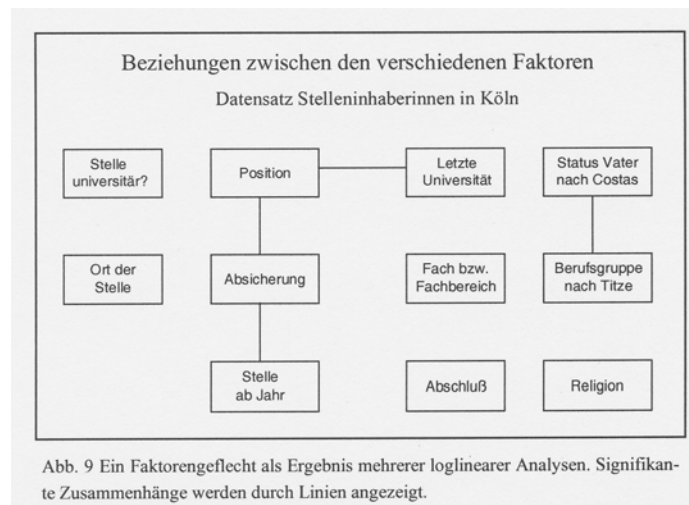 Beziehungen zwischen den verschiedenen Faktoren
Datensatz Stelleninhaberinnen in Köln
Stelle
universitär?
Position
Letzte
Universität
Status Vater
nach Costas
Ort der
Stelle
Absicherung
Fach bzw.
Fachbereich
Berufsgruppe
nach Titze
Stelle
ab Jahr
Abschluß
Religion
Abb. 9 Ein Faktorengeflecht als Ergebnis mehrerer loglinearer Analysen. Signifikan-
te Zusammenhänge werden durch Linien angezeigt.